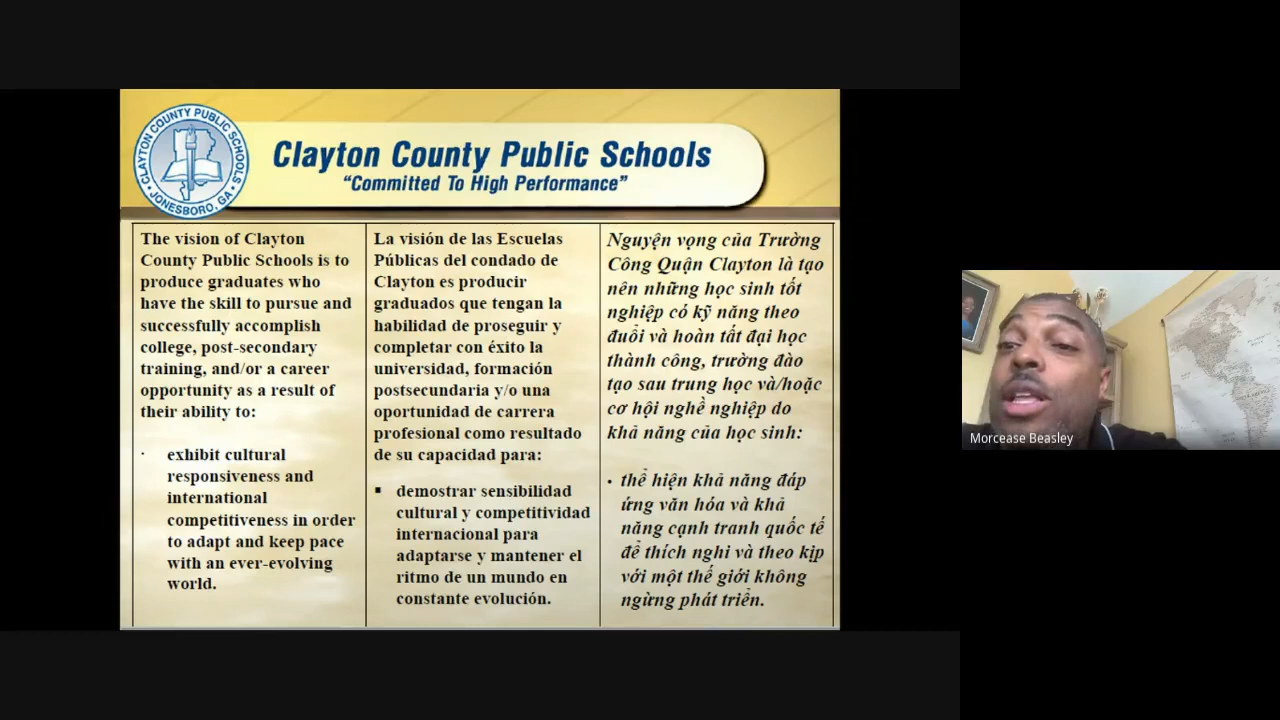 CLAYTON COUNTY PUBLIC SCHOOLS
JONESBORO, GA
Clayton County Public Schools
“Committed To High Performance”
The vision of Clayton
County Public Schools is to
produce graduates who
have the skill to pursue and
successfully accomplish
college, post-secondary
training, and/or a career
opportunity as a result of
their ability to:
· exhibit cultural
responsiveness and
international
competitiveness in order
to adapt and keep pace
with an ever-evolving
world.
La visión de las Escuelas
Públicas del condado de
Clayton es producir
graduados que tengan la
habilidad de proseguir y
completar con éxito la
universidad, formación
postsecundaria y/o una
oportunidad de carrera
profesional como resultado
de su capacidad para:
▪ demostrar sensibilidad
cultural y competitividad
internacional para
adaptarse y mantener el
ritmo de un mundo en
constante evolución.
Nguyện vọng của Trường
Công Quận Clayton là tạo
nên những học sinh tốt
nghiệp có kỹ năng theo
đuổi và hoàn tất đại học
thành công, trường đào
tạo sau trung học và/hoặc
cơ hội nghề nghiệp do
khả năng của học sinh:
• thể hiện khả năng đáp
ứng văn hóa và khả
năng cạnh tranh quốc tế
để thích nghi và theo kịp
với một thế giới không
ngừng phát triển.
Morcease Beasley